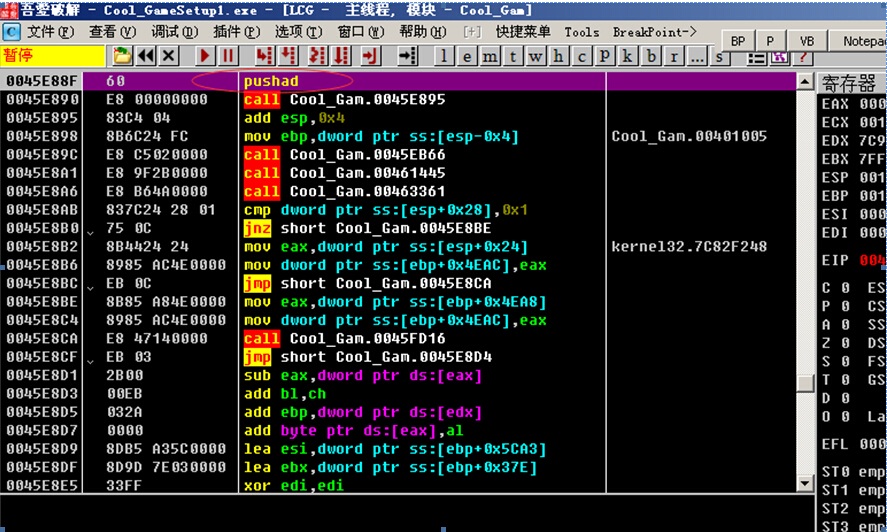 吾爱破解 - Cool_GameSetup1.exe - [LCG - 主线程, 模块 - Cool_Gam]
C 文件(F) 查看(V) 调试(D) 插件(P) 选项(T) 窗口(W) 帮助(H) [+] 快捷菜单 Tools BreakPoint-> BP P VB Notepa
暂停 l e m t w h c p k b r ... s ?
0045E88F 60 pushad 寄存器
0045E890 E8 00000000 call Cool_Gam.0045E895 EAX 000
0045E895 83C4 04 add esp,0x4 ECX 001
0045E898 8B6C24 FC mov ebp,dword ptr ss:[esp-0x4] Cool_Gam.00401005 EDX 7C9
0045E89C E8 C5020000 call Cool_Gam.0045EB66 EBX 7FF
0045E8A1 E8 9F2B0000 call Cool_Gam.00461445 ESP 001
0045E8A6 E8 B64A0000 call Cool_Gam.00463361 EBP 001
0045E8AB 837C24 28 01 cmp dword ptr ss:[esp+0x28],0x1 ESI 000
0045E8B0 75 0C jnz short Cool_Gam.0045E8BE EDI 000
0045E8B2 8B4424 24 mov eax,dword ptr ss:[esp+0x24] kernel32.7C82F248
0045E8B6 8985 AC4E0000 mov dword ptr ss:[ebp+0x4EAC],eax EIP 004
0045E8BC EB 0C jmp short Cool_Gam.0045E8CA C 0 ES
0045E8BE 8B85 A84E0000 mov eax,dword ptr ss:[ebp+0x4EA8] P 0 CS
0045E8C4 8985 AC4E0000 mov dword ptr ss:[ebp+0x4EAC],eax A 0 SS
0045E8CA E8 47140000 call Cool_Gam.0045FD16 Z 0 DS
0045E8CF EB 03 jmp short Cool_Gam.0045E8D4 S 0 FS
0045E8D1 2B00 sub eax,dword ptr ds:[eax] T 0 GS
0045E8D3 00EB add bl,ch D 0
0045E8D5 032A add ebp,dword ptr ds:[edx] O 0 La
0045E8D7 0000 add byte ptr ds:[eax],al
0045E8D9 8DB5 A35C0000 lea esi,dword ptr ss:[ebp+0x5CA3] EFL 000
0045E8DF 8D9D 7E030000 lea ebx,dword ptr ss:[ebp+0x37E]
0045E8E5 33FF xor edi,edi ST0 emp
ST1 emp
ST2 emp
ST3 emp